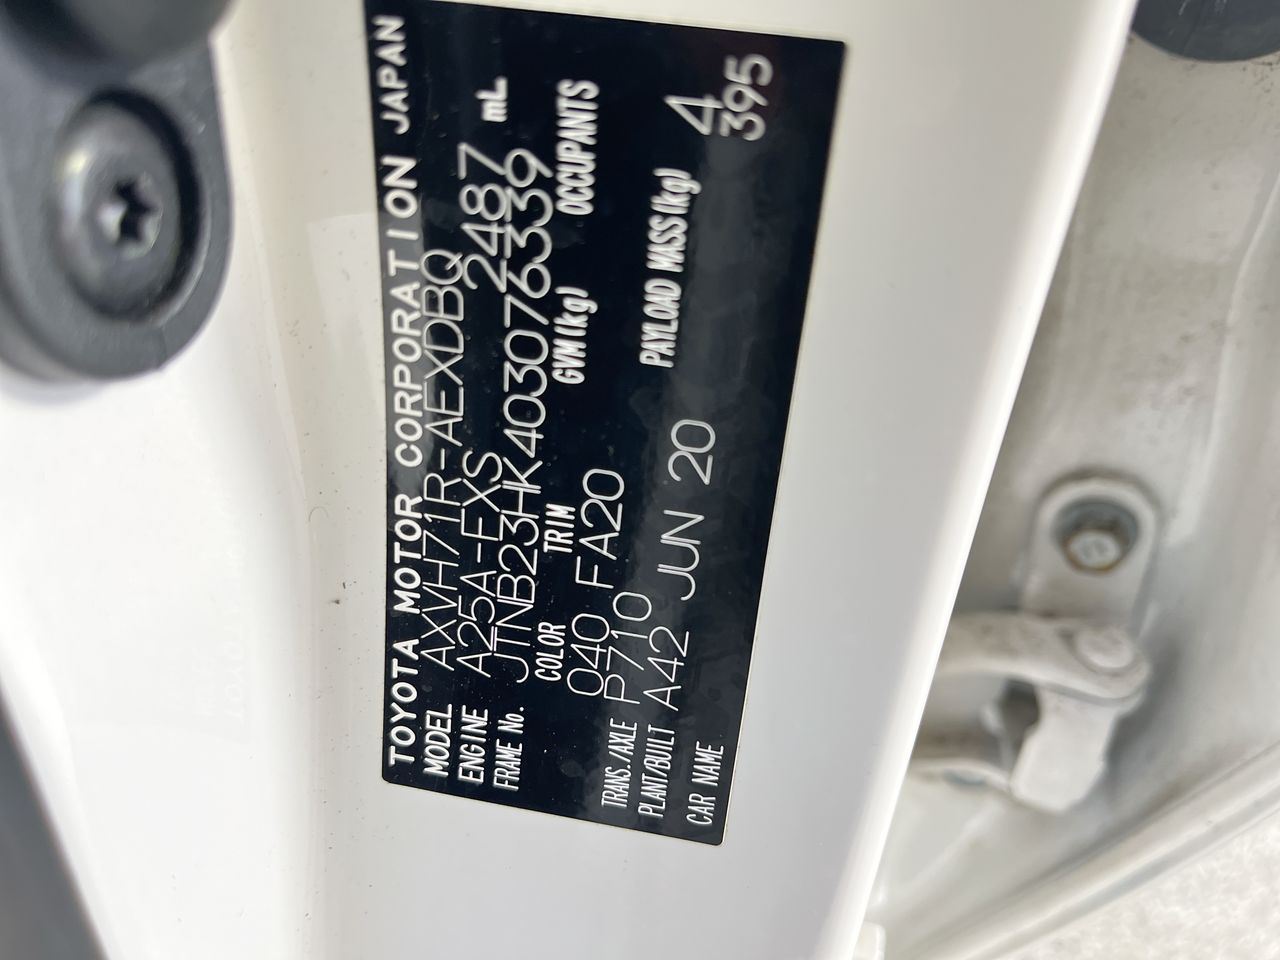 TOYOTA MOTOR CORPORATION JAPAN
MODEL AXVH71R-AEXDBQ
ENGINE A25A-FXS 2487 mL
FRAME No. JTNB23HK403076339
COLOR TRIM GVM(kg) OCCUPANTS
040 FA20 4
TRANS./AXLE P710 PAYLOAD MASS(kg) 395
PLANT/BUILT A42 JUN 20
CAR NAME